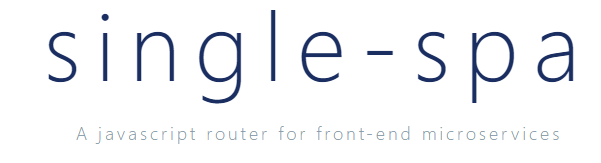 single-spa
A javascript router for front-end microservices